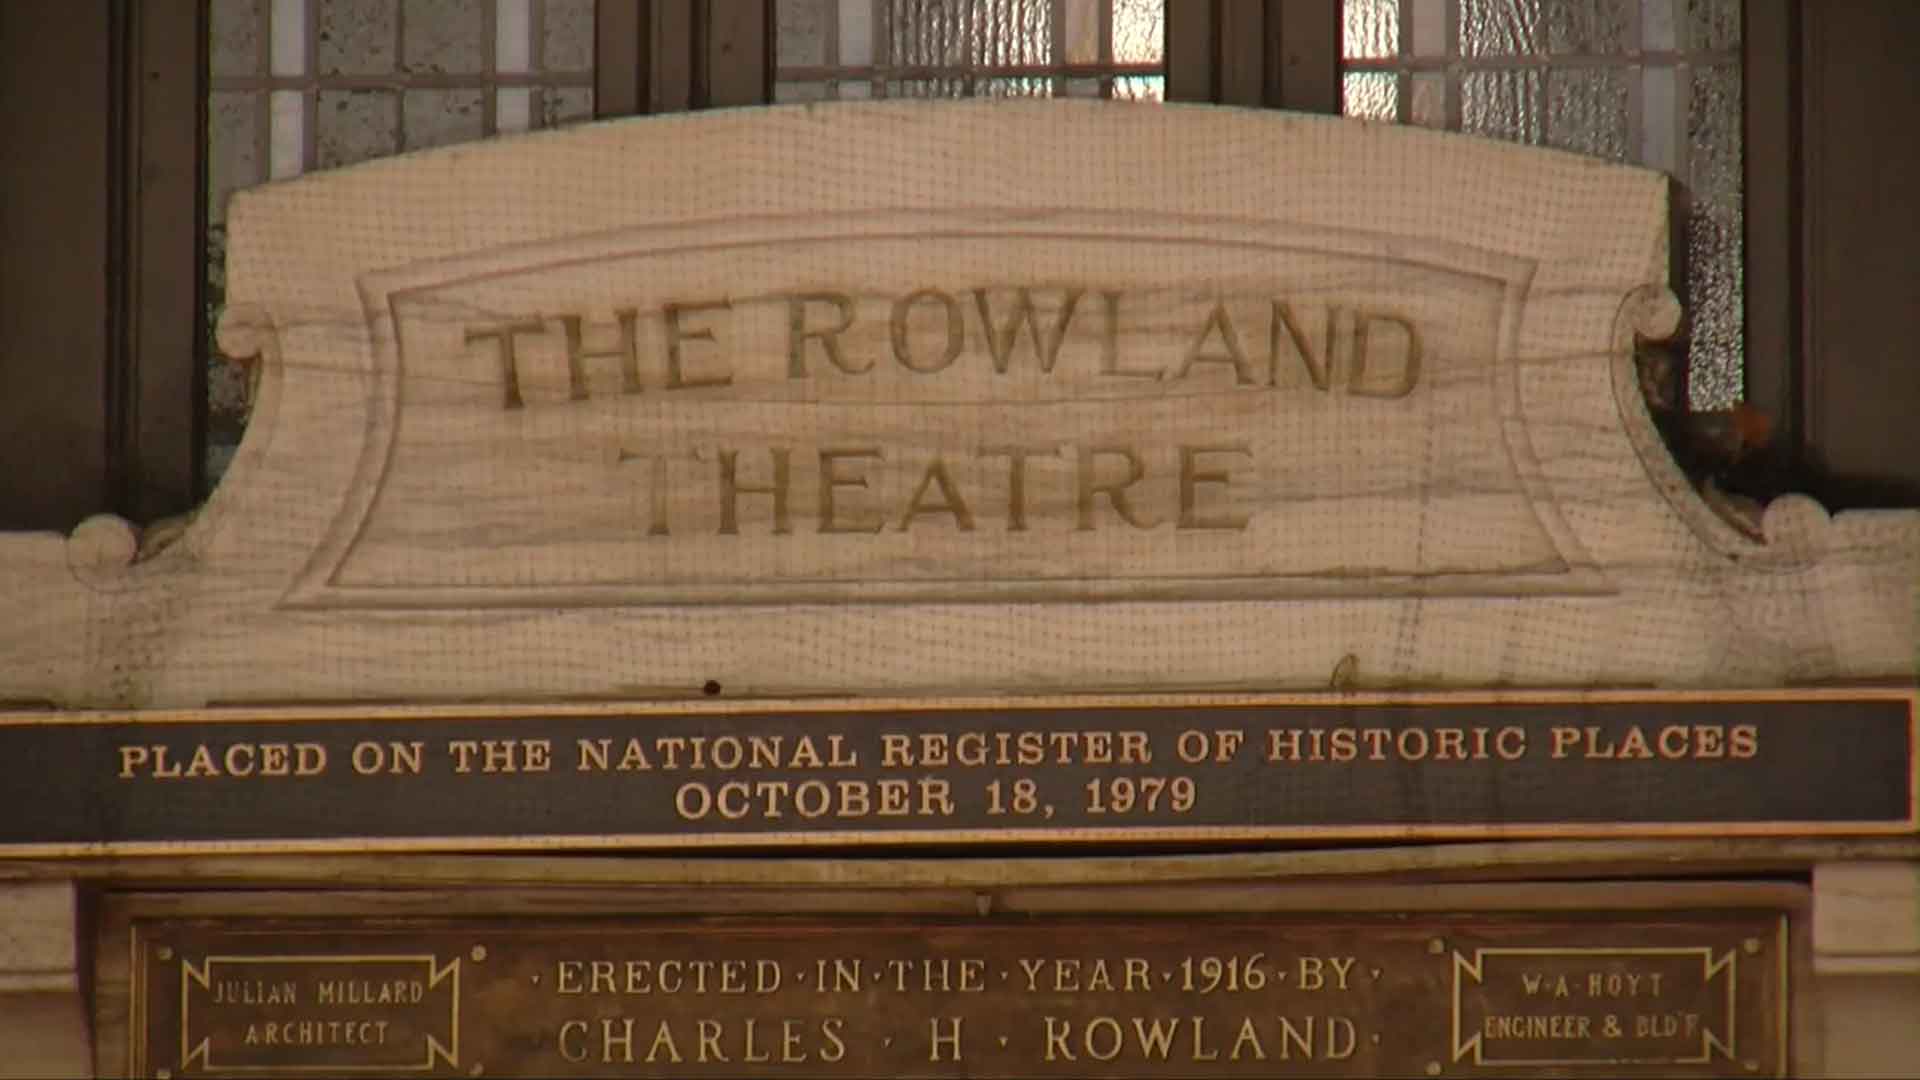 THE ROWLAND
THEATRE
PLACED ON THE NATIONAL REGISTER OF HISTORIC PLACES
OCTOBER 18, 1979
JULIAN MILLARD
ARCHITECT
· ERECTED · IN · THE · YEAR · 1916 · BY ·
CHARLES · H · ROWLAND ·
W · A · HOYT
ENGINEER & BLD'R